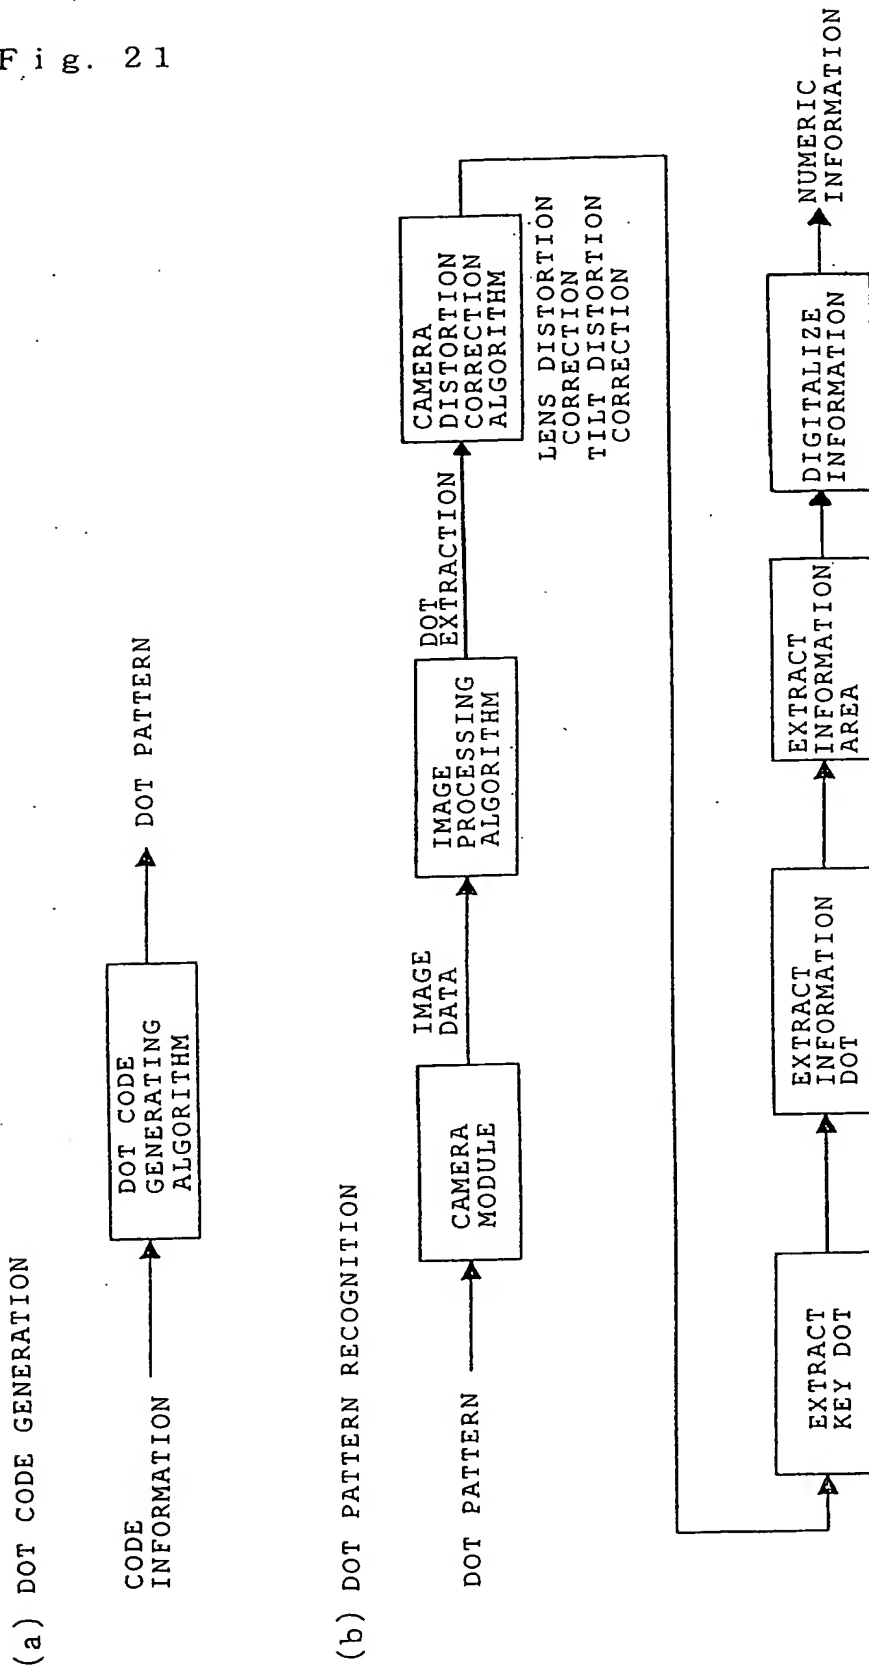 Fig. 21
(a) DOT CODE GENERATION
CODE
INFORMATION
DOT CODE
GENERATING
ALGORITHM
DOT PATTERN
(b) DOT PATTERN RECOGNITION
DOT PATTERN
CAMERA
MODULE
IMAGE
DATA
IMAGE
PROCESSING
ALGORITHM
DOT
EXTRACTION
CAMERA
DISTORTION
CORRECTION
ALGORITHM
LENS DISTORTION
CORRECTION
TILT DISTORTION
CORRECTION
EXTRACT
KEY DOT
EXTRACT
INFORMATION
DOT
EXTRACT
INFORMATION
AREA
DIGITALIZE
INFORMATION
NUMERIC
INFORMATION